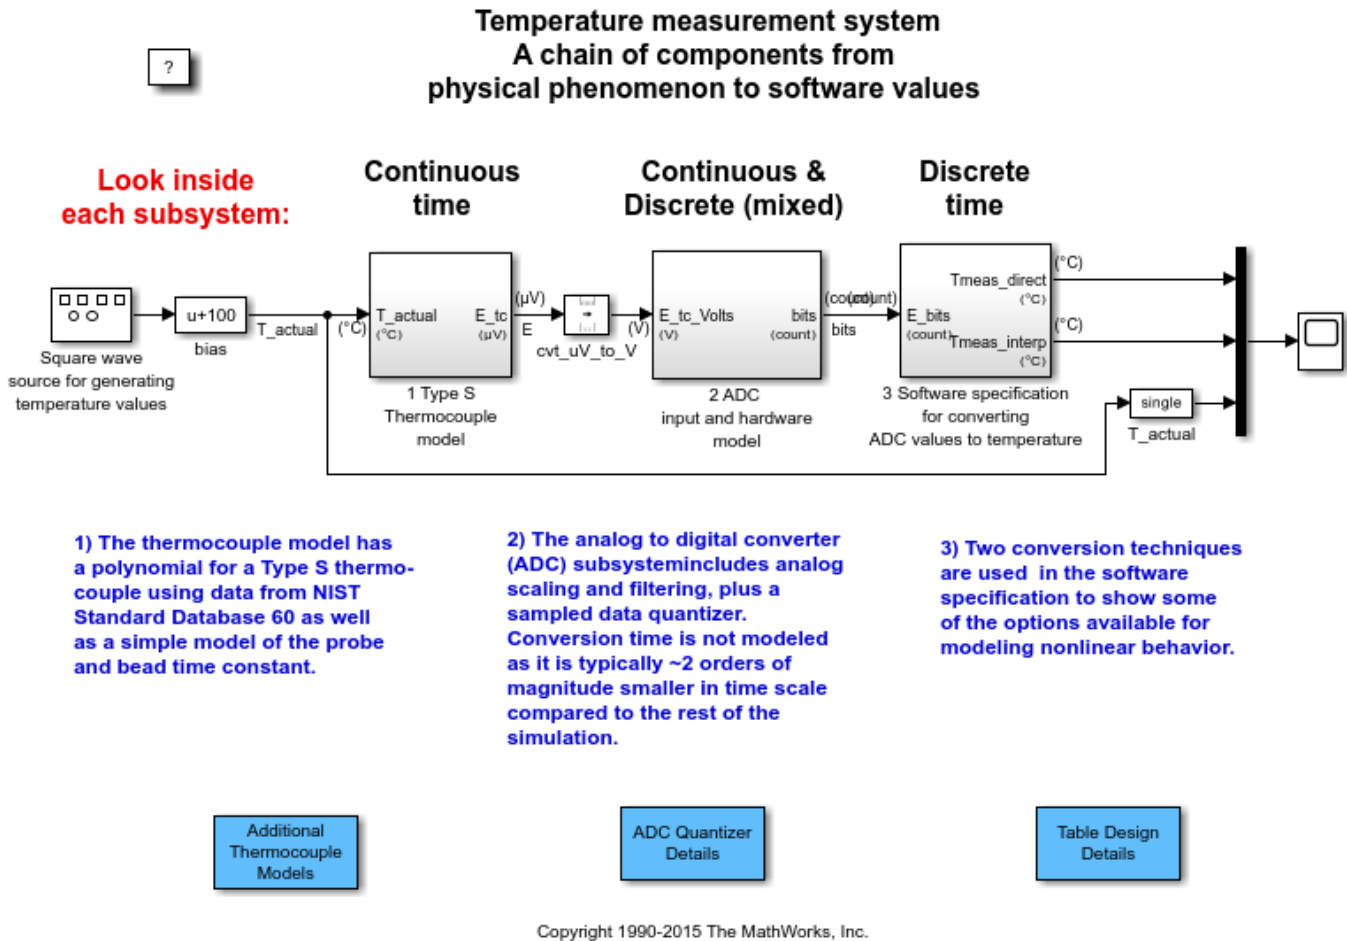 Temperature measurement system
A chain of components from
physical phenomenon to software values
?
Look inside
each subsystem:
Continuous
time
Continuous &
Discrete (mixed)
Discrete
time
Square wave
source for generating
temperature values
u+100
bias
T_actual
(°C)
T_actual
(°C)
E_tc
(µV)
1 Type S
Thermocouple
model
(µV)
E
cvt_uV_to_V
(V)
E_tc_Volts
(V)
bits
(count)
2 ADC
input and hardware
model
(count)
(count)
bits
E_bits
(count)
Tmeas_direct
(°C)
Tmeas_interp
(°C)
3 Software specification
for converting
ADC values to temperature
(°C)
(°C)
single
T_actual
1) The thermocouple model has
a polynomial for a Type S thermo-
couple using data from NIST
Standard Database 60 as well
as a simple model of the probe
and bead time constant.
2) The analog to digital converter
(ADC) subsystemincludes analog
scaling and filtering, plus a
sampled data quantizer.
Conversion time is not modeled
as it is typically ~2 orders of
magnitude smaller in time scale
compared to the rest of the
simulation.
3) Two conversion techniques
are used  in the software
specification to show some
of the options available for
modeling nonlinear behavior.
Additional
Thermocouple
Models
ADC Quantizer
Details
Table Design
Details
Copyright 1990-2015 The MathWorks, Inc.